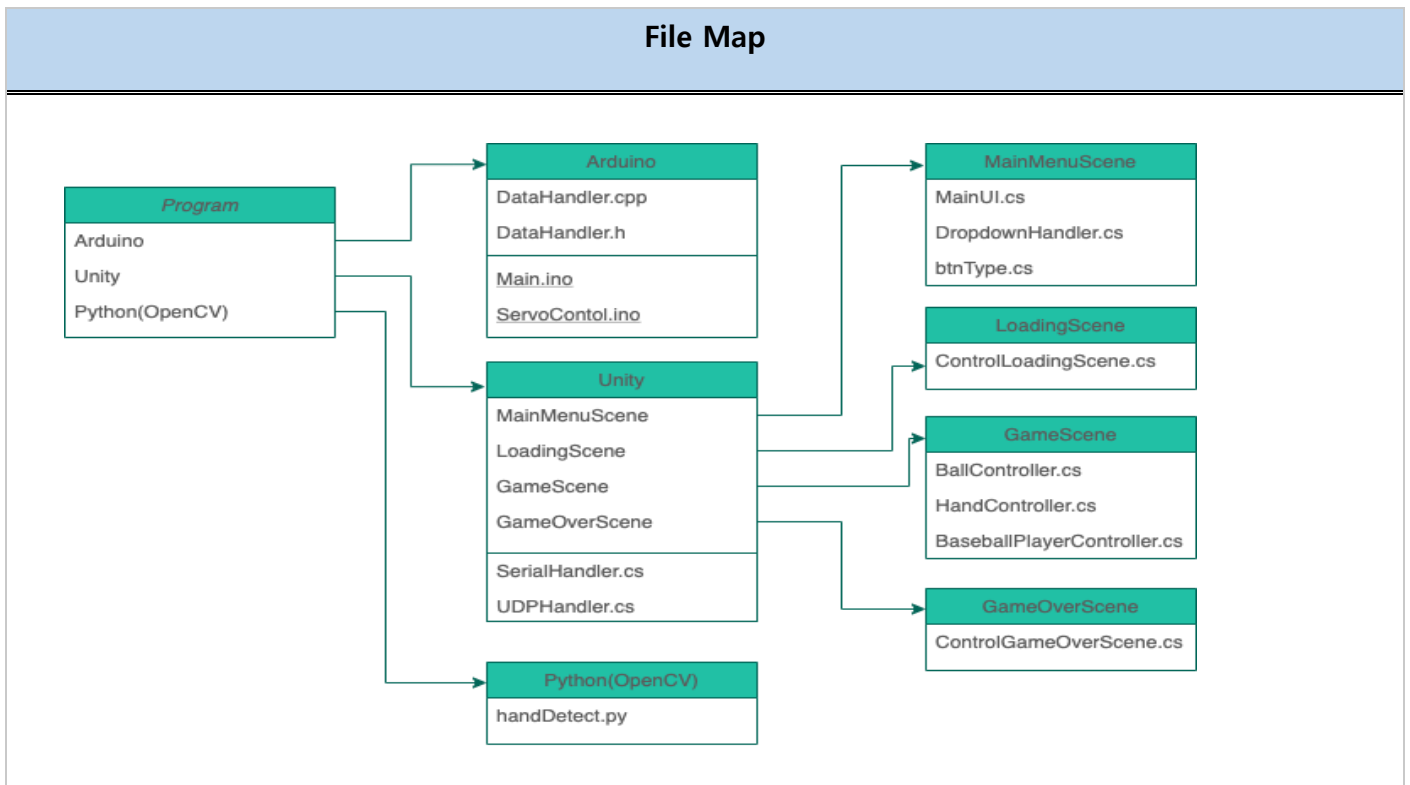 File Map
Program
Arduino
Unity
Python(OpenCV)
Arduino
DataHandler.cpp
DataHandler.h
Main.ino
ServoContol.ino
Unity
MainMenuScene
LoadingScene
GameScene
GameOverScene
SerialHandler.cs
UDPHandler.cs
Python(OpenCV)
handDetect.py
MainMenuScene
MainUI.cs
DropdownHandler.cs
btnType.cs
LoadingScene
ControlLoadingScene.cs
GameScene
BallController.cs
HandController.cs
BaseballPlayerController.cs
GameOverScene
ControlGameOverScene.cs